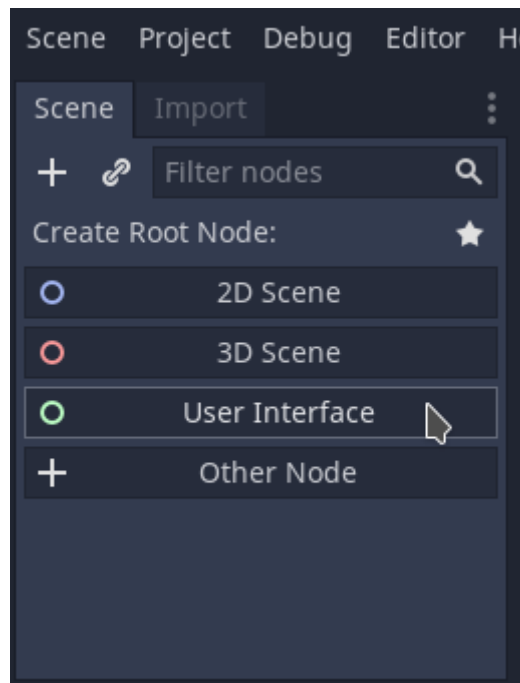 Scene Project Debug Editor
Scene Import
Filter nodes
Create Root Node:
2D Scene
3D Scene
User Interface
Other Node